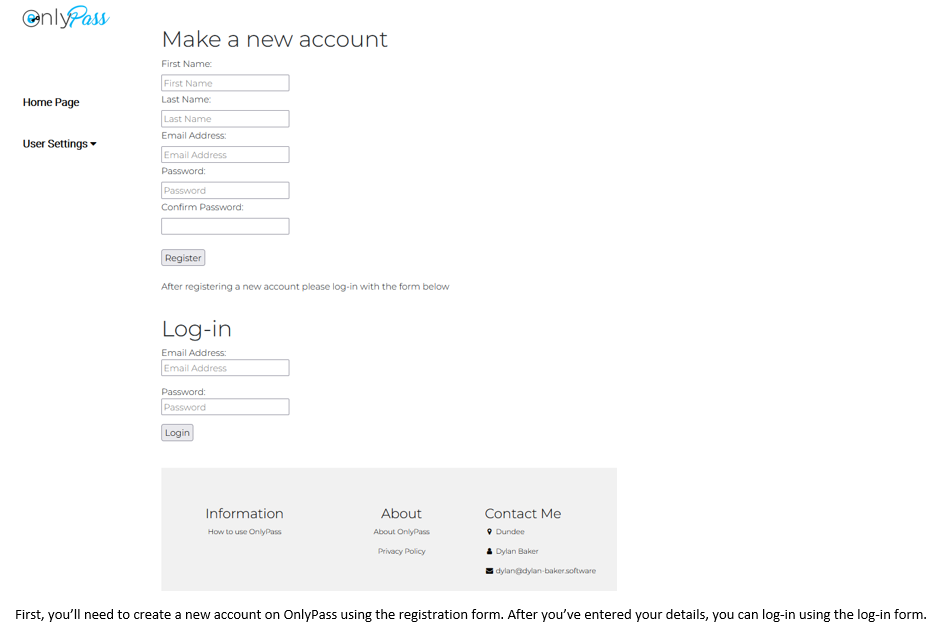 OnlyPass
Make a new account
First Name:
First Name
Last Name:
Last Name
Email Address:
Email Address
Password:
Password
Confirm Password:
Register
After registering a new account please log-in with the form below
Home Page
User Settings
Log-in
Email Address:
Email Address
Password:
Password
Login
Information
How to use OnlyPass
About
About OnlyPass
Privacy Policy
Contact Me
Dundee
Dylan Baker
dylan@dylan-baker.software
First, you’ll need to create a new account on OnlyPass using the registration form. After you’ve entered your details, you can log-in using the log-in form.